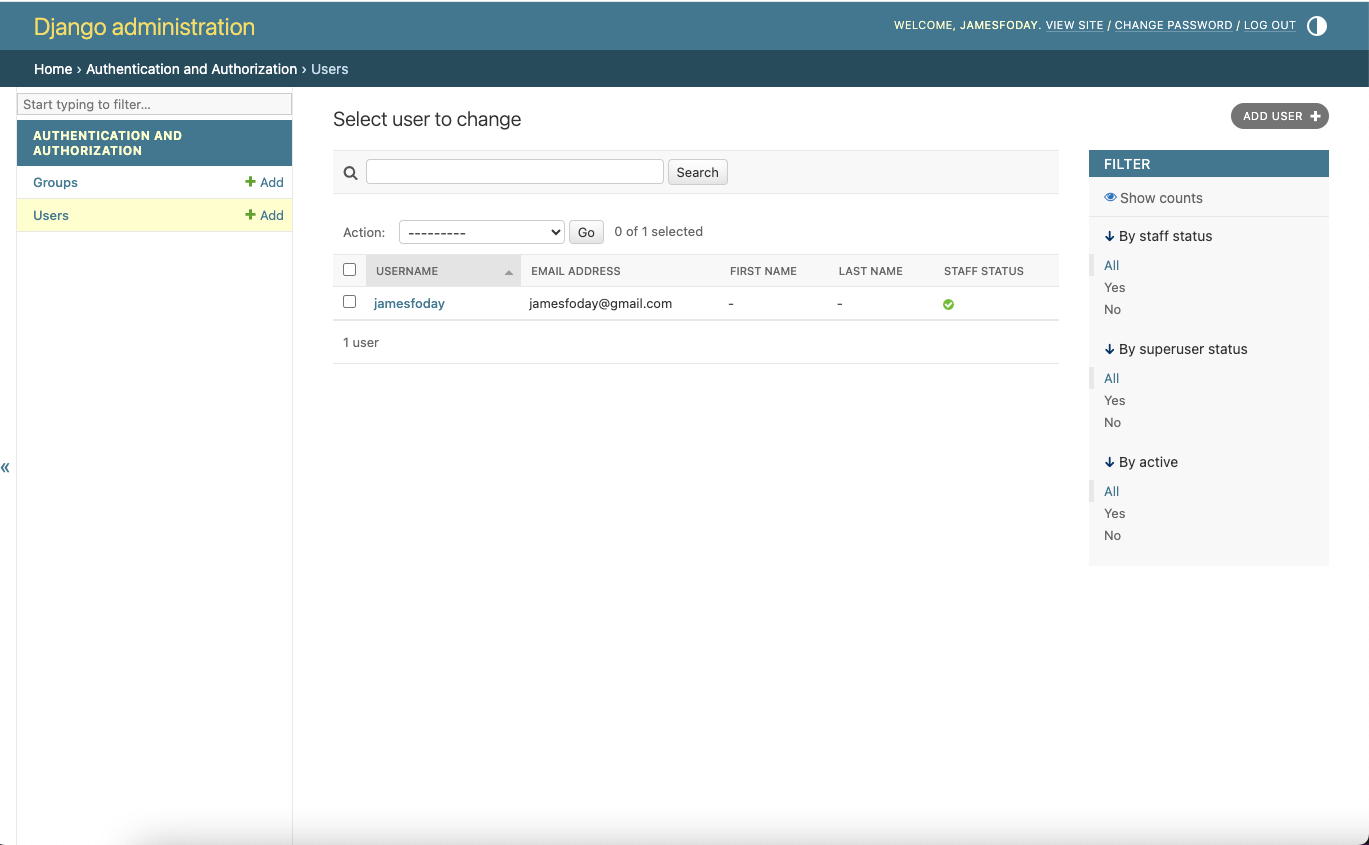 Django administration
WELCOME, JAMESFODAY. VIEW SITE / CHANGE PASSWORD / LOG OUT
Home › Authentication and Authorization › Users
Start typing to filter...
AUTHENTICATION AND
AUTHORIZATION
Groups
+ Add
Users
+ Add
«
Select user to change
ADD USER +
Search
Action: --------- Go 0 of 1 selected
USERNAME EMAIL ADDRESS FIRST NAME LAST NAME STAFF STATUS
jamesfoday jamesfoday@gmail.com - -
1 user
FILTER
Show counts
↓ By staff status
All
Yes
No
↓ By superuser status
All
Yes
No
↓ By active
All
Yes
No